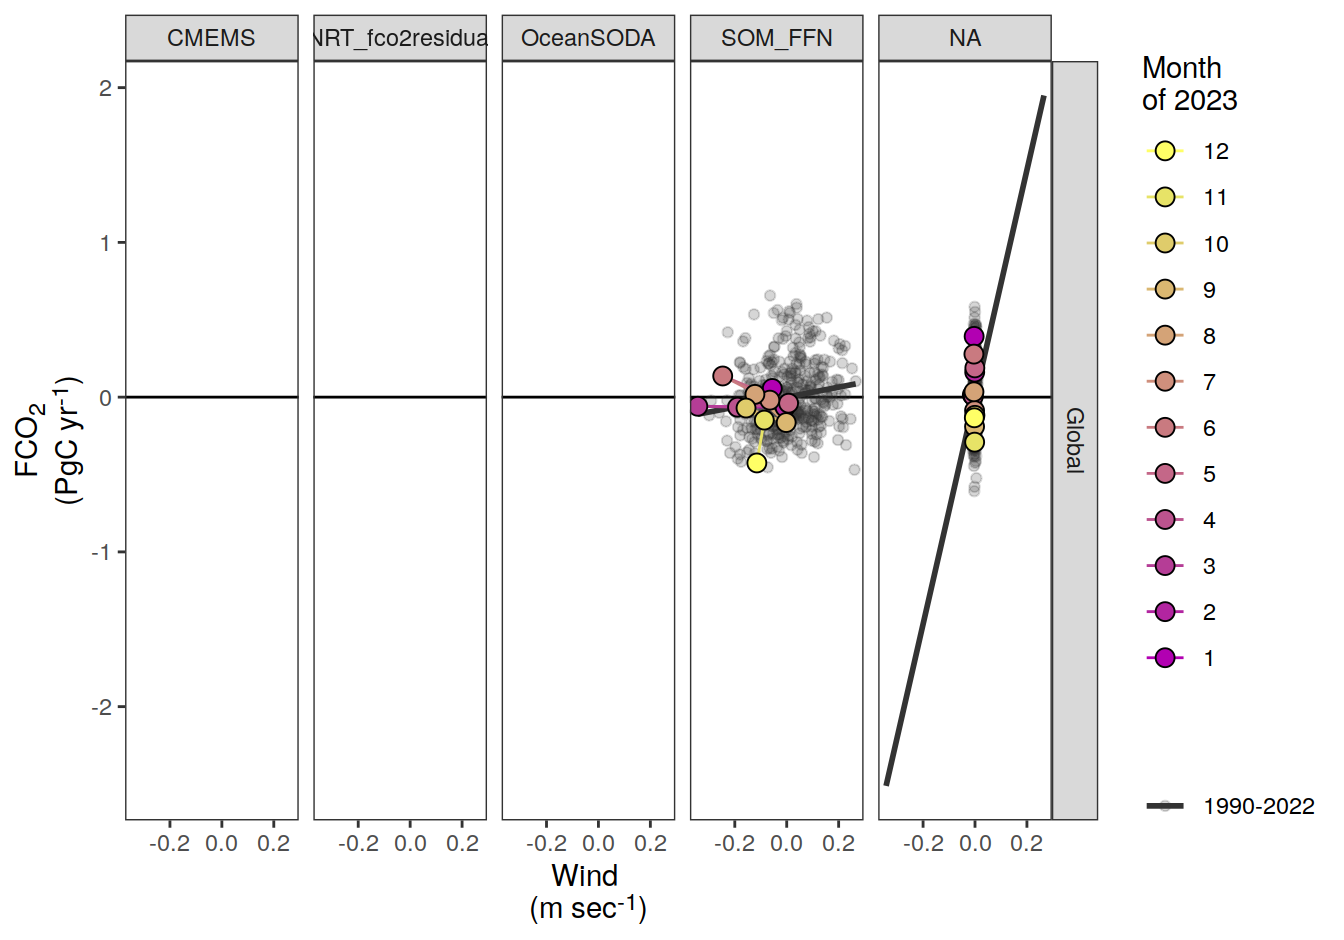 CMEMS
NRT_fco2residua
OceanSODA
SOM_FFN
NA
Global
FCO2
(PgC yr-1)
2
1
0
-1
-2
-0.2 0.0 0.2
-0.2 0.0 0.2
-0.2 0.0 0.2
-0.2 0.0 0.2
-0.2 0.0 0.2
Wind
(m sec-1)
Month
of 2023
12
11
10
9
8
7
6
5
4
3
2
1
1990-2022